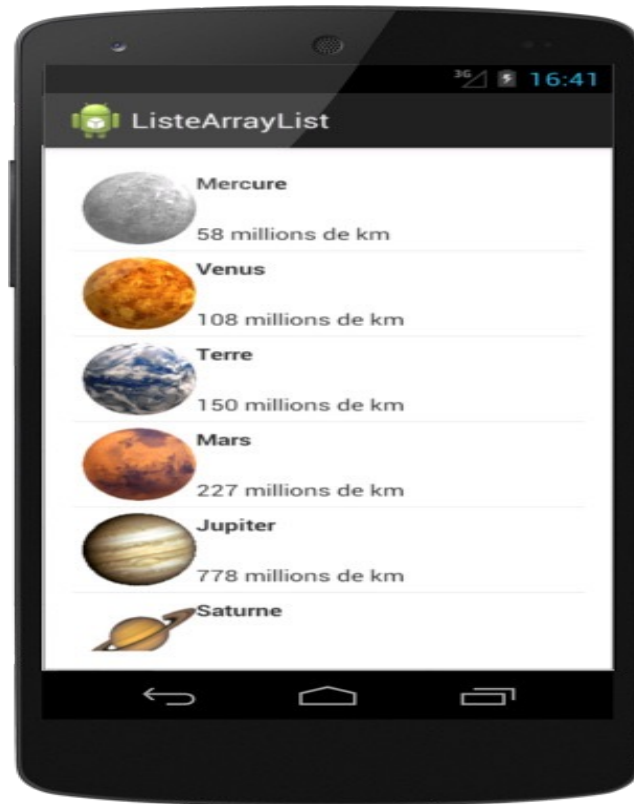 3G 16:41
ListeArrayList
Mercure
58 millions de km
Venus
108 millions de km
Terre
150 millions de km
Mars
227 millions de km
Jupiter
778 millions de km
Saturne